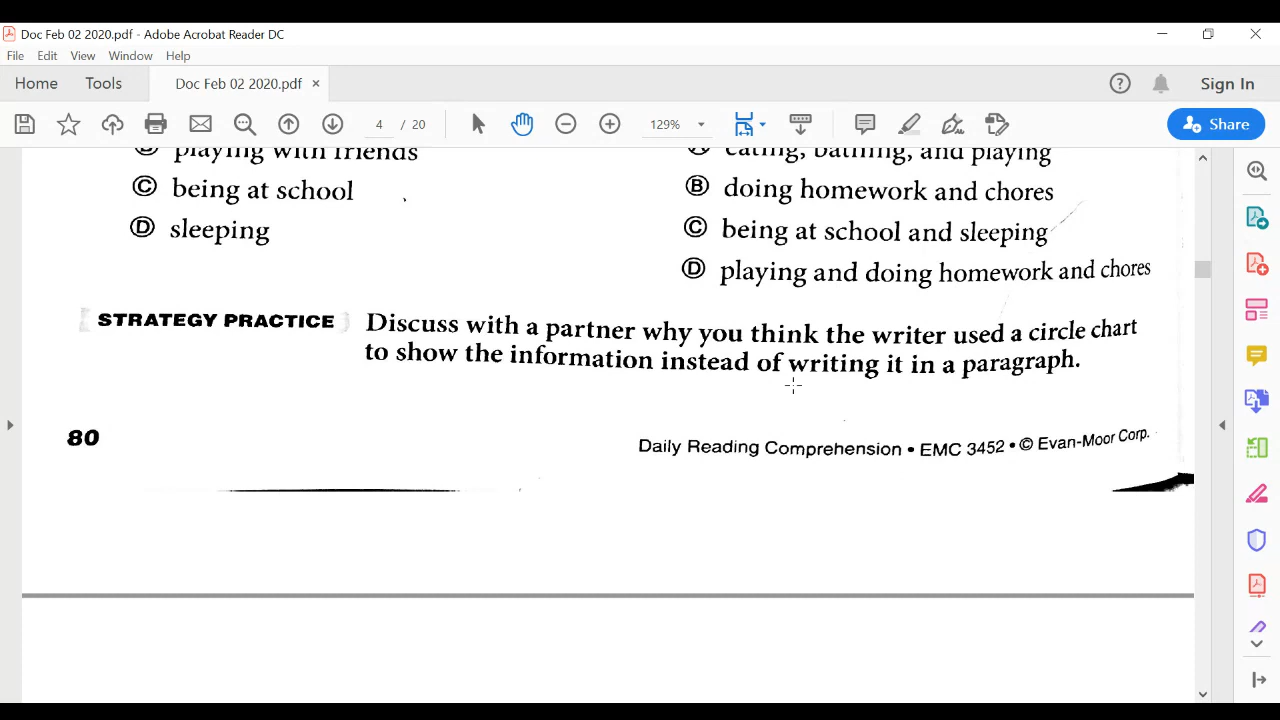 Doc Feb 02 2020.pdf - Adobe Acrobat Reader DC
File Edit View Window Help
Home Tools Doc Feb 02 2020.pdf × Sign In
4 / 20 129% Share
Ⓑ playing with friends
Ⓒ being at school
Ⓓ sleeping
Ⓐ eating, bathing, and playing
Ⓑ doing homework and chores
Ⓒ being at school and sleeping
Ⓓ playing and doing homework and chores
STRATEGY PRACTICE Discuss with a partner why you think the writer used a circle chart
to show the information instead of writing it in a paragraph.
80 Daily Reading Comprehension • EMC 3452 • © Evan-Moor Corp.